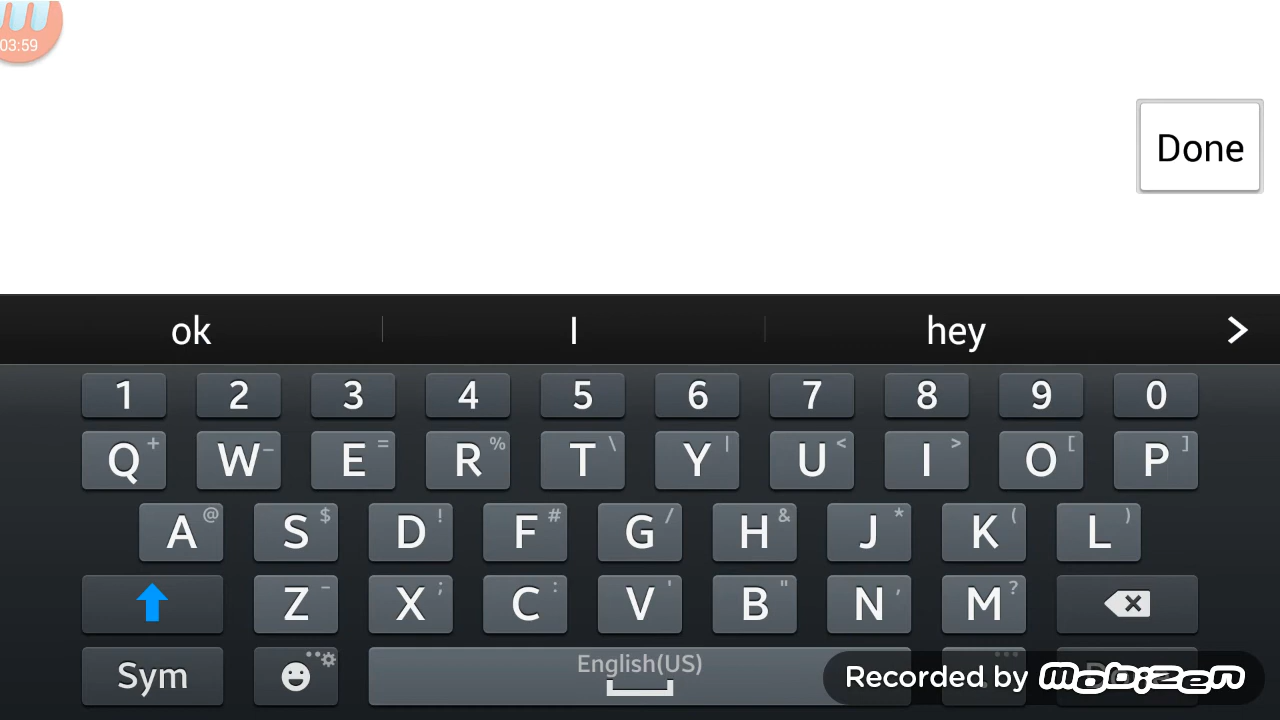 03:59
Done
ok I hey
1 2 3 4 5 6 7 8 9 0
Q + W - E = R % T \ Y | U < I > O [ P ]
A @ S $ D ! F # G / H & J * K ( L )
Z - X ; C : V ' B " N , M ?
Sym English(US)
Recorded by mobizen